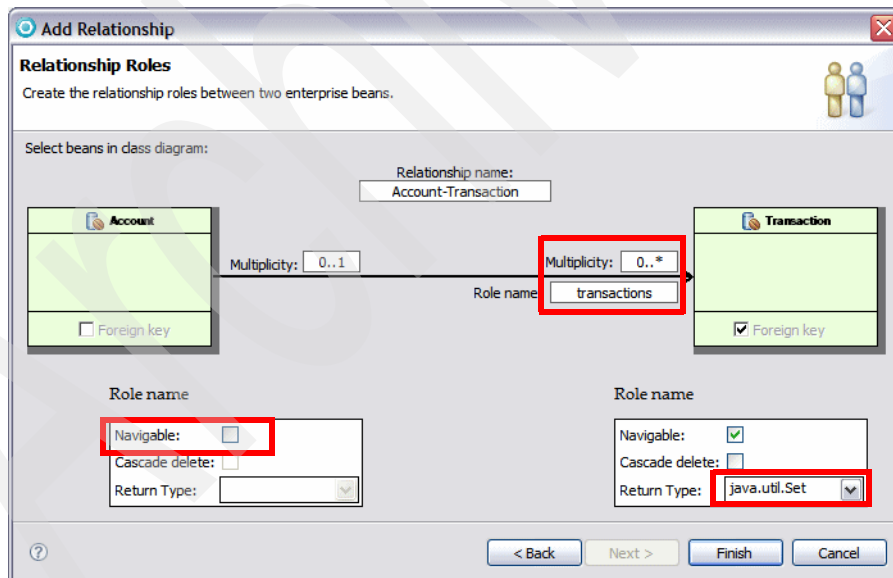 Add Relationship
Relationship Roles
Create the relationship roles between two enterprise beans.
Select beans in class diagram:
Relationship name:
Account-Transaction
Account
Transaction
Multiplicity: 0..1
Multiplicity: 0..*
Role name: transactions
Foreign key
Foreign key
Role name
Role name
Navigable:
Navigable:
Cascade delete:
Cascade delete:
Return Type:
Return Type: java.util.Set
< Back Next > Finish Cancel